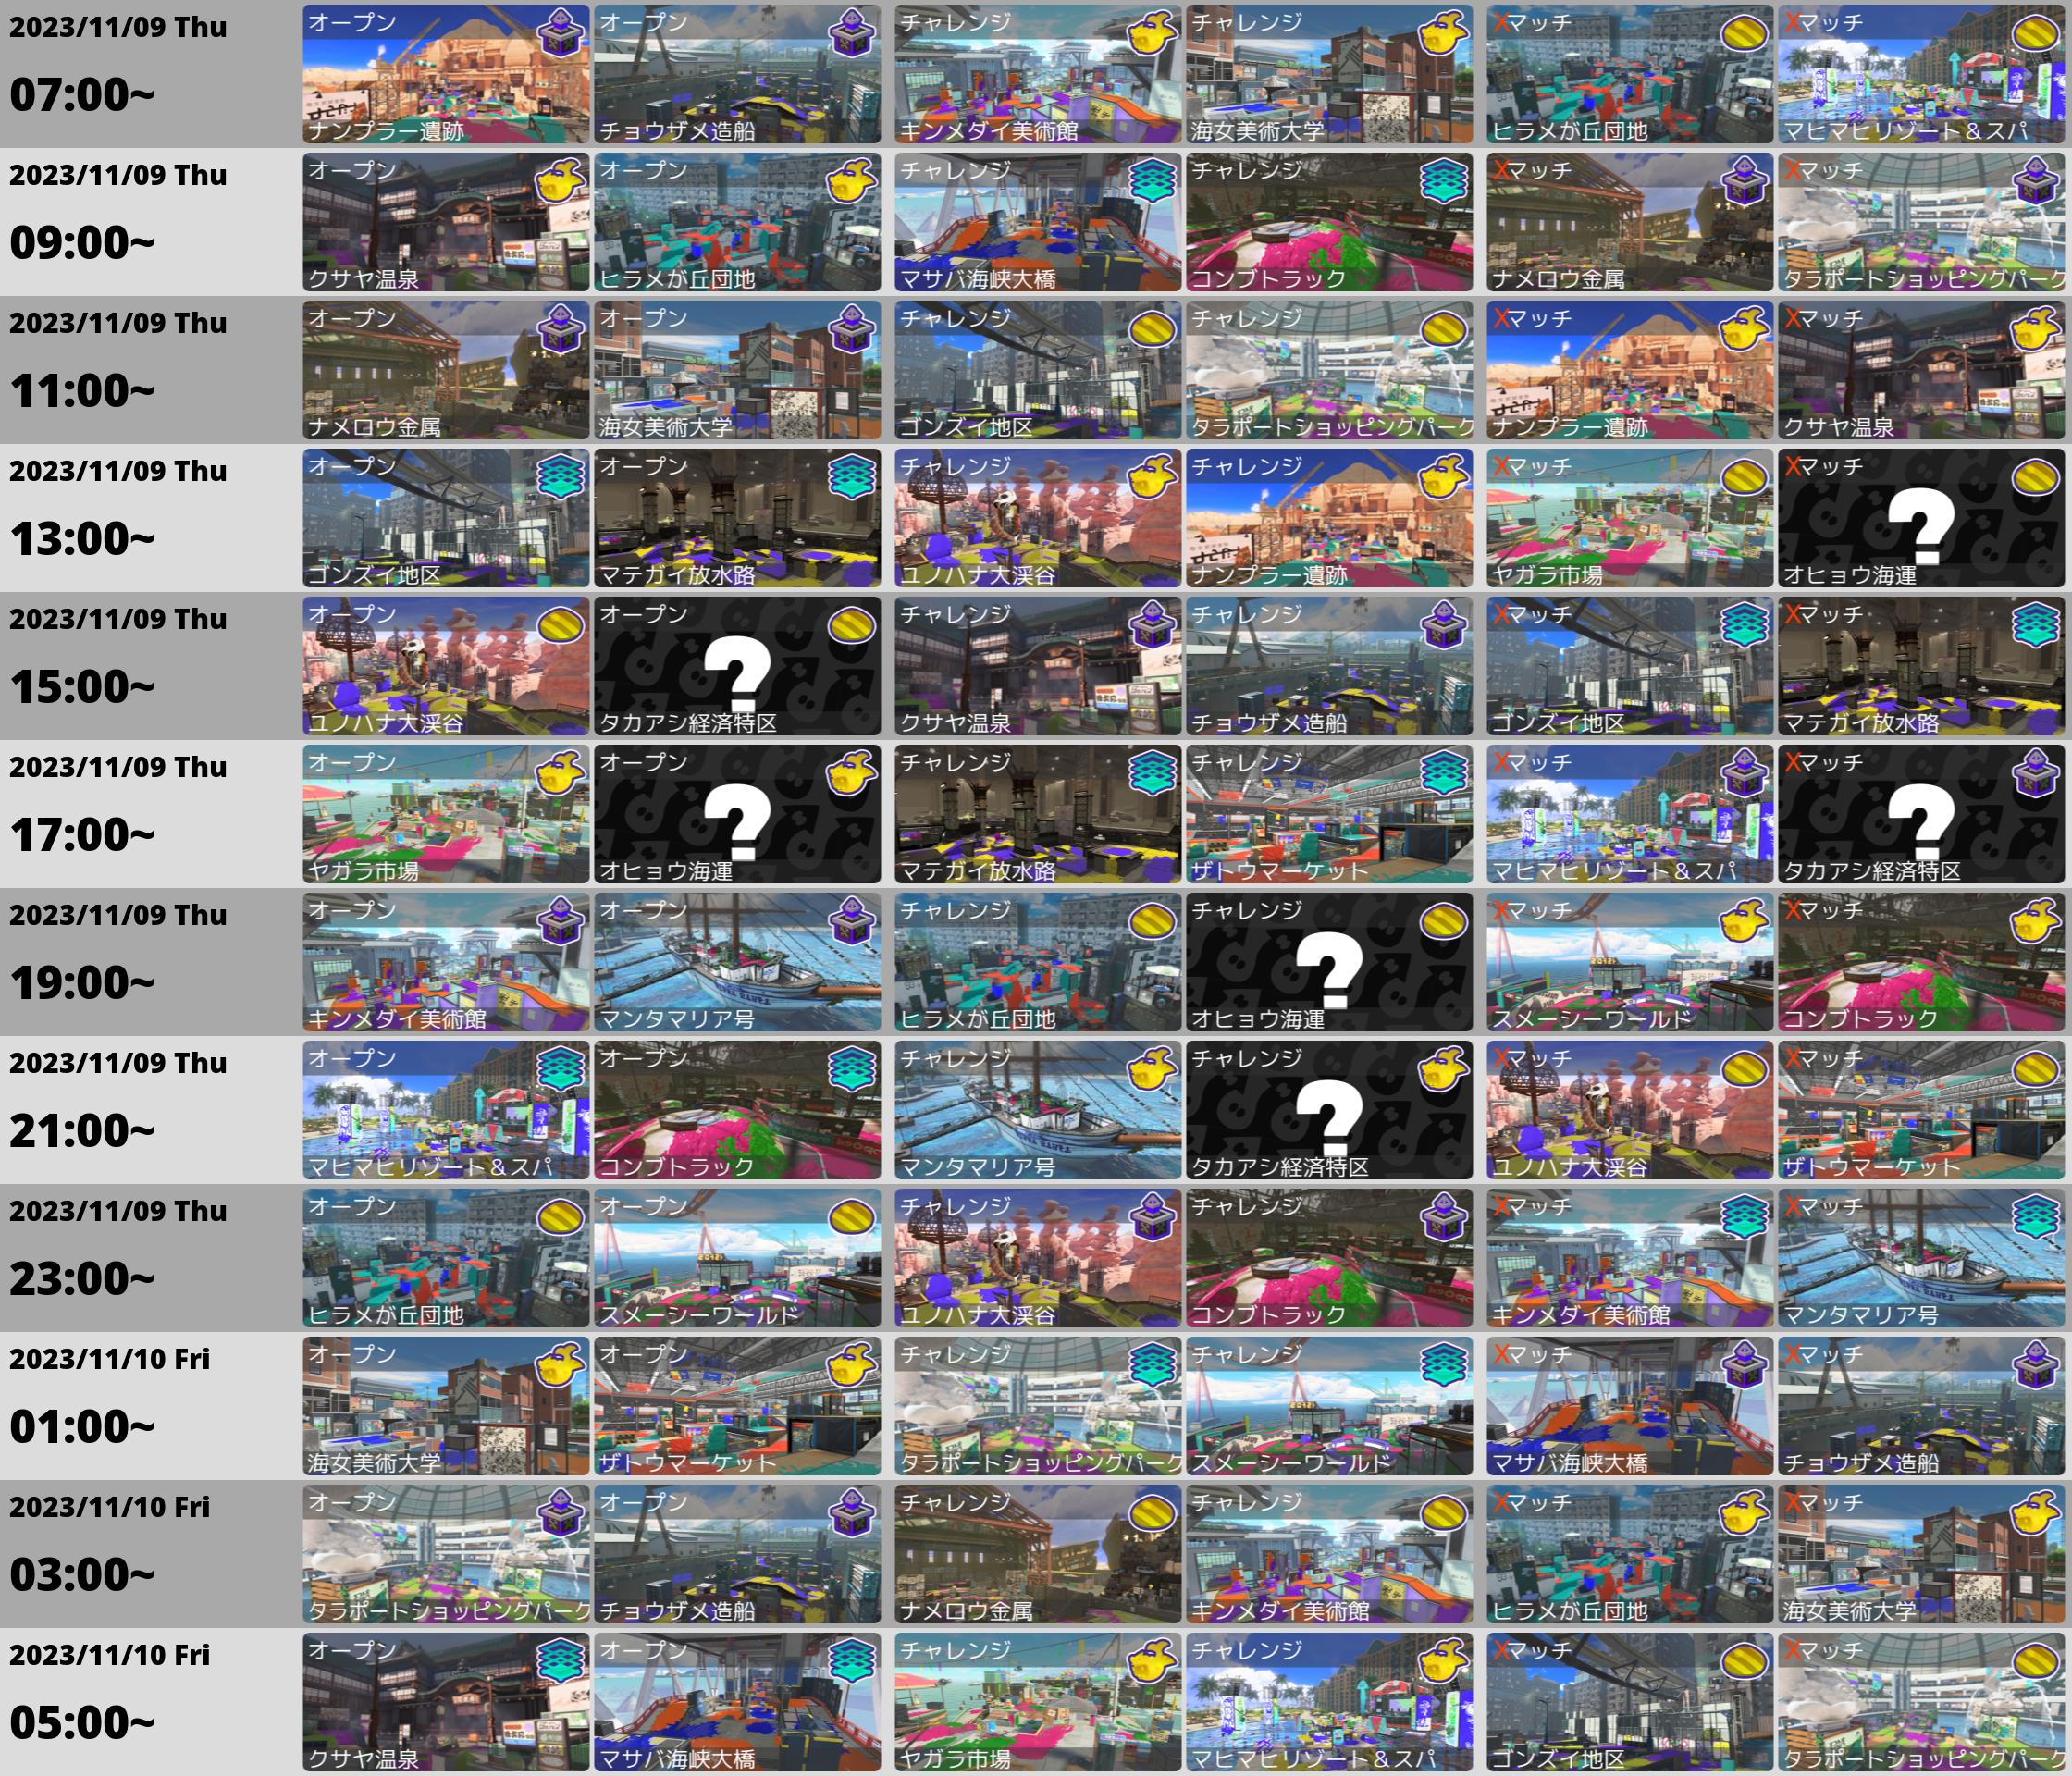 2023/11/09 Thu
07:00~
オープン
オープン
チャレンジ
チャレンジ
Xマッチ
Xマッチ
ナンプラー遺跡
チョウザメ造船
キンメダイ美術館
海女美術大学
ヒラメが丘団地
マヒマヒリゾート＆スパ
2023/11/09 Thu
09:00~
オープン
オープン
チャレンジ
チャレンジ
Xマッチ
Xマッチ
クサヤ温泉
ヒラメが丘団地
マサバ海峡大橋
コンブトラック
ナメロウ金属
タラポートショッピングパーク
2023/11/09 Thu
11:00~
オープン
オープン
チャレンジ
チャレンジ
Xマッチ
Xマッチ
ナメロウ金属
海女美術大学
ゴンズイ地区
タラポートショッピングパーク
ナンプラー遺跡
クサヤ温泉
2023/11/09 Thu
13:00~
オープン
オープン
チャレンジ
チャレンジ
Xマッチ
Xマッチ
ゴンズイ地区
マテガイ放水路
ユノハナ大渓谷
ナンプラー遺跡
ヤガラ市場
?
オヒョウ海運
2023/11/09 Thu
15:00~
オープン
オープン
チャレンジ
チャレンジ
Xマッチ
Xマッチ
ユノハナ大渓谷
?
タカアシ経済特区
クサヤ温泉
チョウザメ造船
ゴンズイ地区
マテガイ放水路
2023/11/09 Thu
17:00~
オープン
オープン
チャレンジ
チャレンジ
Xマッチ
Xマッチ
ヤガラ市場
?
オヒョウ海運
マテガイ放水路
ザトウマーケット
マヒマヒリゾート＆スパ
?
タカアシ経済特区
2023/11/09 Thu
19:00~
オープン
オープン
チャレンジ
チャレンジ
Xマッチ
Xマッチ
キンメダイ美術館
マンタマリア号
ヒラメが丘団地
?
オヒョウ海運
スメーシーワールド
コンブトラック
2023/11/09 Thu
21:00~
オープン
オープン
チャレンジ
チャレンジ
Xマッチ
Xマッチ
マヒマヒリゾート＆スパ
コンブトラック
マンタマリア号
?
タカアシ経済特区
ユノハナ大渓谷
ザトウマーケット
2023/11/09 Thu
23:00~
オープン
オープン
チャレンジ
チャレンジ
Xマッチ
Xマッチ
ヒラメが丘団地
スメーシーワールド
ユノハナ大渓谷
コンブトラック
キンメダイ美術館
マンタマリア号
2023/11/10 Fri
01:00~
オープン
オープン
チャレンジ
チャレンジ
Xマッチ
Xマッチ
海女美術大学
ザトウマーケット
タラポートショッピングパーク
スメーシーワールド
マサバ海峡大橋
チョウザメ造船
2023/11/10 Fri
03:00~
オープン
オープン
チャレンジ
チャレンジ
Xマッチ
Xマッチ
タラポートショッピングパーク
チョウザメ造船
ナメロウ金属
キンメダイ美術館
ヒラメが丘団地
海女美術大学
2023/11/10 Fri
05:00~
オープン
オープン
チャレンジ
チャレンジ
Xマッチ
Xマッチ
クサヤ温泉
マサバ海峡大橋
ヤガラ市場
マヒマヒリゾート＆スパ
ゴンズイ地区
タラポートショッピングパーク